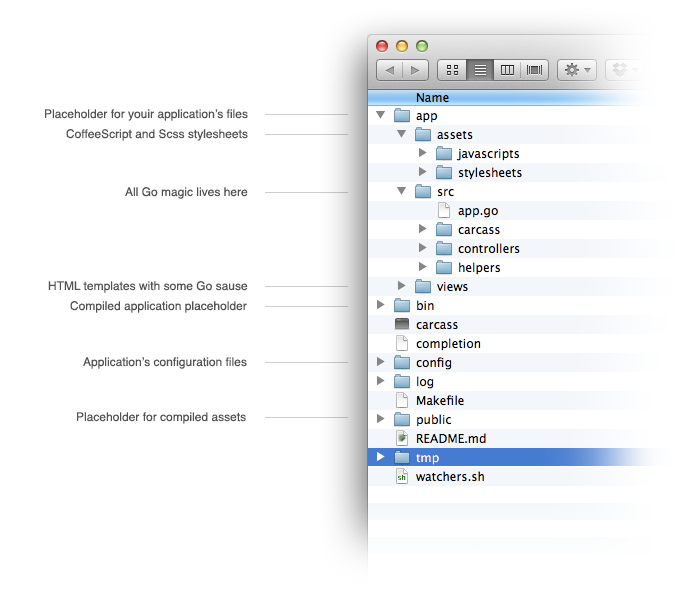 Name
Placeholder for youir application's files
app
CoffeeScript and Scss stylesheets
assets
javascripts
stylesheets
All Go magic lives here
src
app.go
carcass
controllers
helpers
HTML templates with some Go sause
views
Compiled application placeholder
bin
carcass
completion
Application's configuration files
config
log
Makefile
Placeholder for compiled assets
public
README.md
tmp
sh
watchers.sh